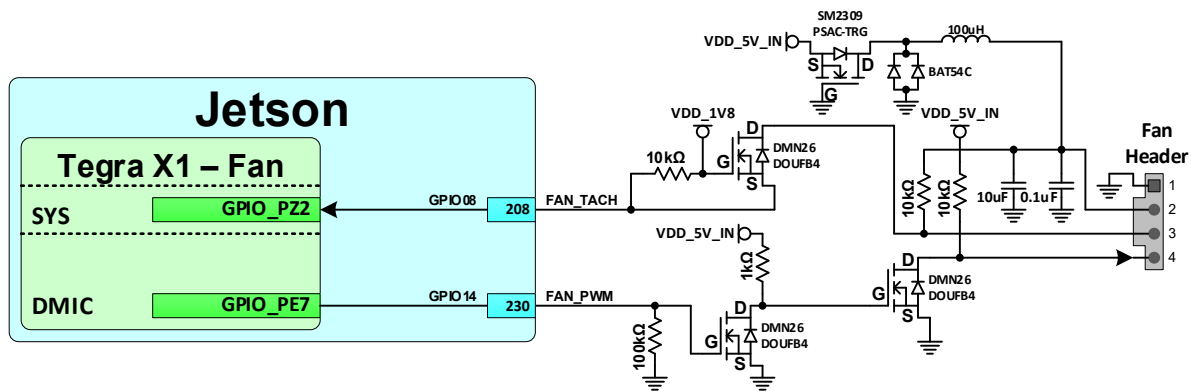 SM2309
PSAC-TRG
100uH
VDD_5V_IN
S
D
G
BAT54C
Jetson
VDD_1V8
VDD_5V_IN
Fan
Header
Tegra X1 – Fan
10kΩ
D
G
S
DMN26
DOUFB4
SYS
GPIO_PZ2
GPIO08
208
FAN_TACH
10kΩ
10kΩ
10uF
0.1uF
1
2
3
4
VDD_5V_IN
1kΩ
DMIC
GPIO_PE7
GPIO14
230
FAN_PWM
100kΩ
D
G
S
DMN26
DOUFB4
D
G
S
DMN26
DOUFB4